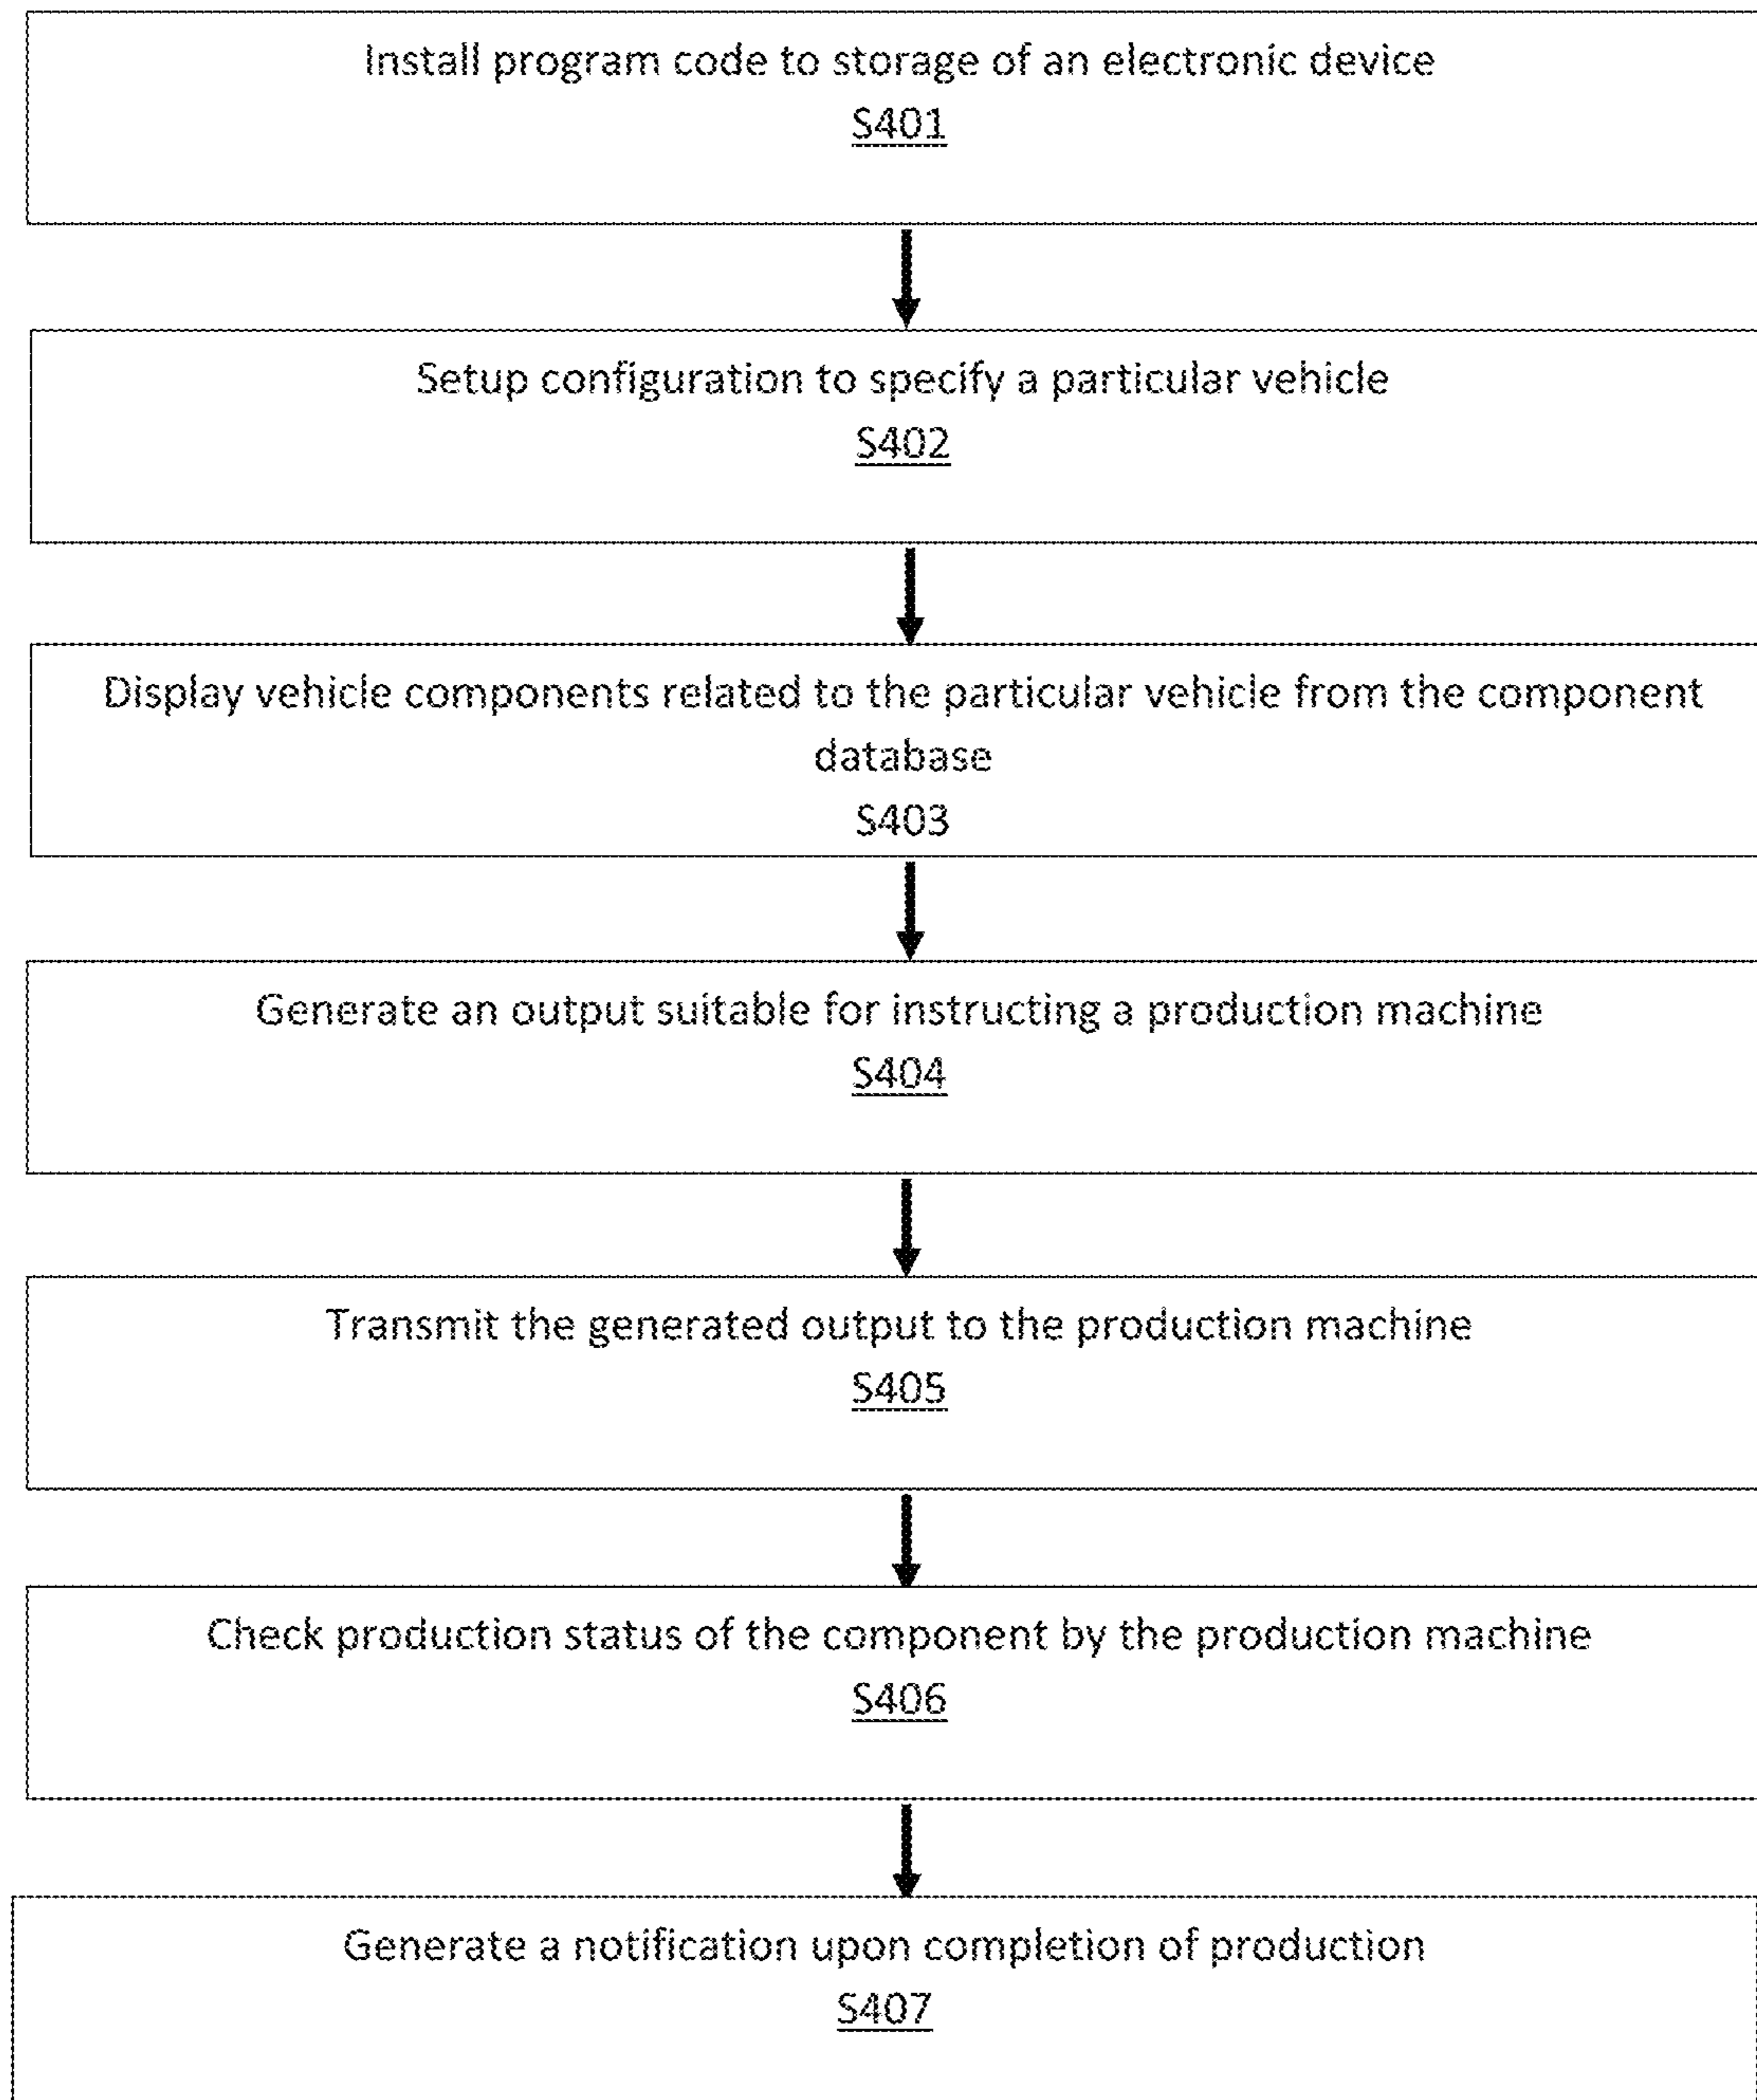 Install program code to storage of an electronic device
S401
Setup configuration to specify a particular vehicle
S402
Display vehicle components related to the particular vehicle from the component
database
S403
Generate an output suitable for instructing a production machine
S404
Transmit the generated output to the production machine
S405
Check production status of the component by the production machine
S406
Generate a notification upon completion of production
S407